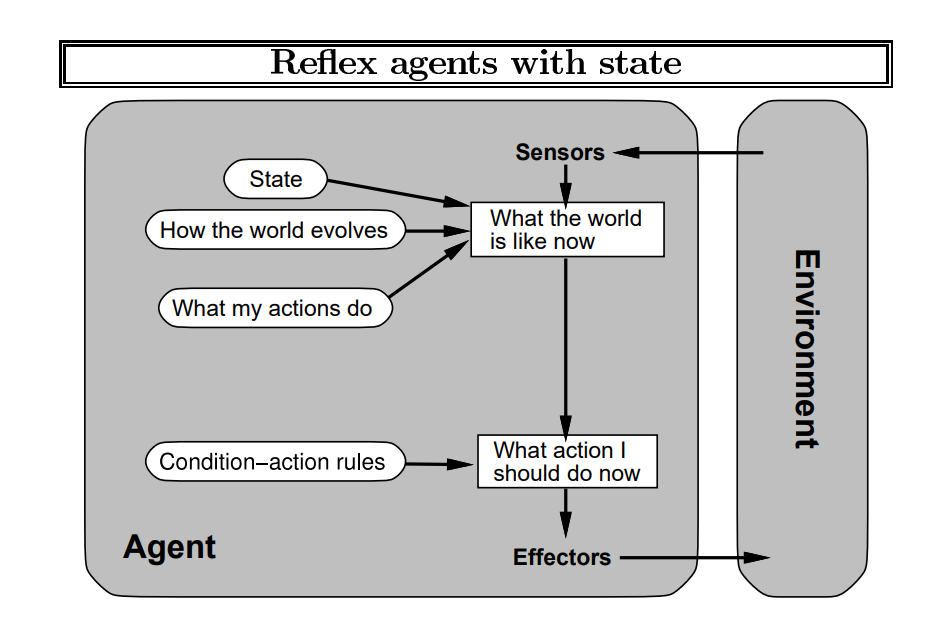 Reflex agents with state
Sensors
State
What the world
is like now
How the world evolves
What my actions do
Environment
Condition−action rules
What action I
should do now
Agent
Effectors